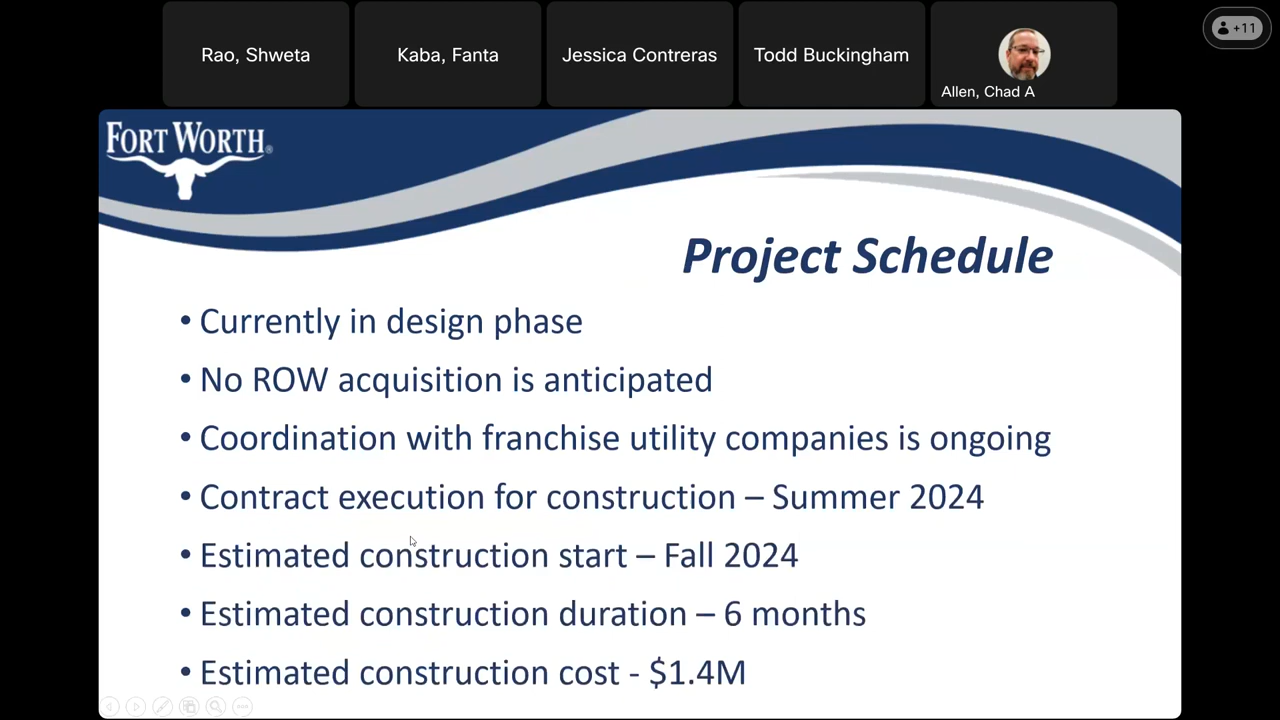 Rao, Shweta
Kaba, Fanta
Jessica Contreras
Todd Buckingham
Allen, Chad A
+11
FORT WORTH®
Project Schedule
• Currently in design phase
• No ROW acquisition is anticipated
• Coordination with franchise utility companies is ongoing
• Contract execution for construction – Summer 2024
• Estimated construction start – Fall 2024
• Estimated construction duration – 6 months
• Estimated construction cost - $1.4M